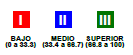 I II III
BAJO MEDIO SUPERIOR
(0 a 33.3) (33.4 a 66.7) (66.8 a 100)